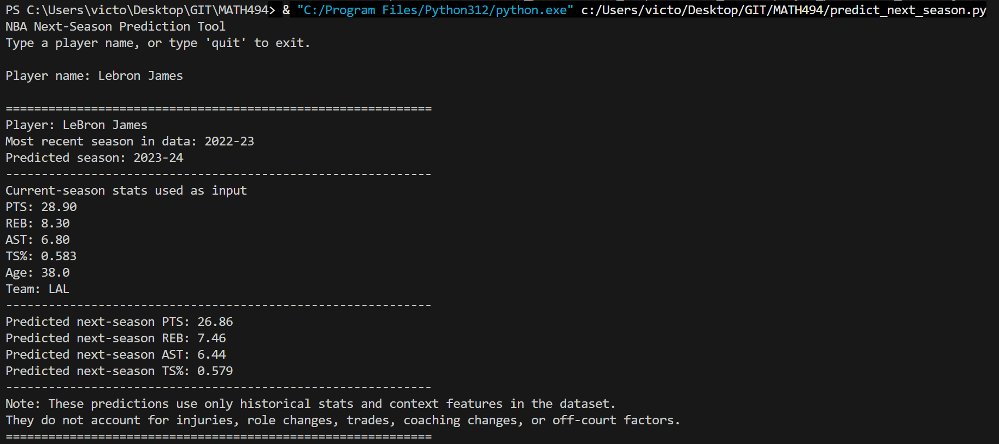 PS C:\Users\victo\Desktop\GIT\MATH494> & "C:/Program Files/Python312/python.exe" c:/Users/victo/Desktop/GIT/MATH494/predict_next_season.py
NBA Next-Season Prediction Tool
Type a player name, or type 'quit' to exit.
Player name: Lebron James
============================================================
Player: LeBron James
Most recent season in data: 2022-23
Predicted season: 2023-24
------------------------------------------------------------
Current-season stats used as input
PTS: 28.90
REB: 8.30
AST: 6.80
TS%: 0.583
Age: 38.0
Team: LAL
------------------------------------------------------------
Predicted next-season PTS: 26.86
Predicted next-season REB: 7.46
Predicted next-season AST: 6.44
Predicted next-season TS%: 0.579
------------------------------------------------------------
Note: These predictions use only historical stats and context features in the dataset.
They do not account for injuries, role changes, trades, coaching changes, or off-court factors.
============================================================